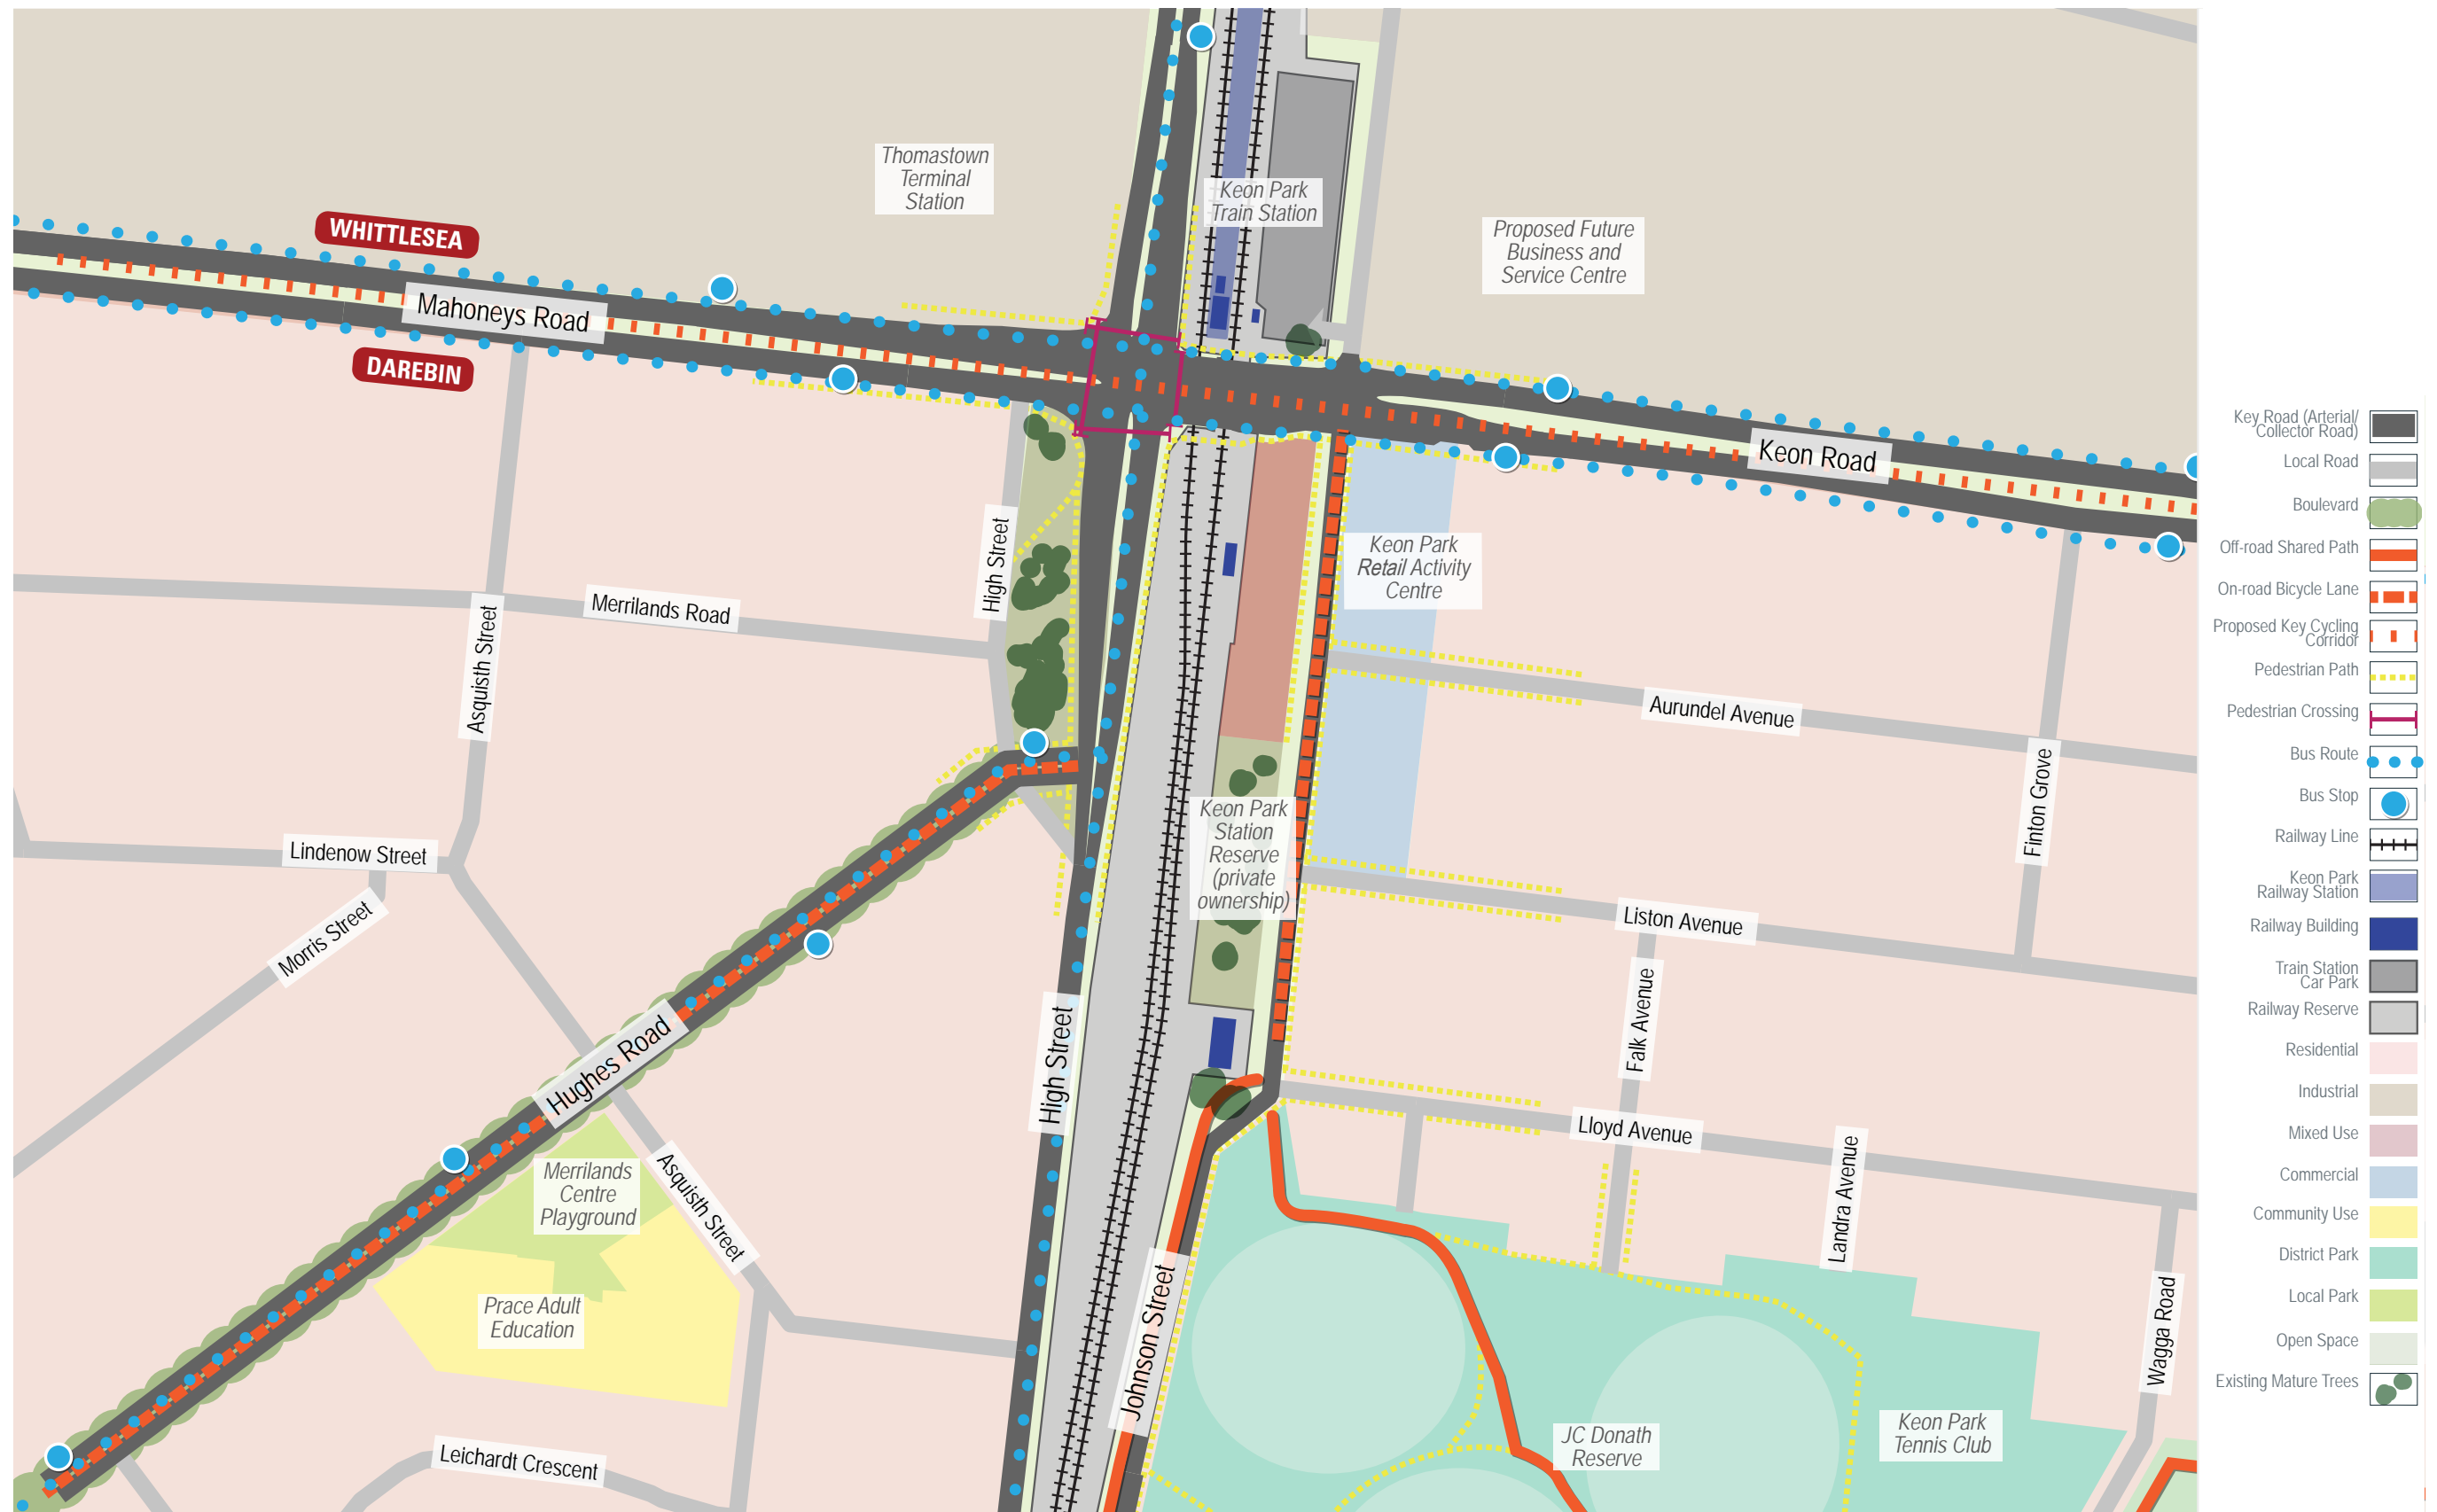 Thomastown
Terminal
Station
Keon Park
Train Station
Proposed Future
Business and
Service Centre
WHITTLESEA
Mahoneys Road
DAREBIN
Keon Road
High Street
Keon Park
Retail Activity
Centre
Merrilands Road
Asquisth Street
Aurundel Avenue
Finton Grove
Keon Park
Station
Reserve
(private
ownership)
Lindenow Street
Morris Street
Liston Avenue
Falk Avenue
High Street
Hughes Road
Lloyd Avenue
Landra Avenue
Merrilands
Centre
Playground
Asquisth Street
Prace Adult
Education
Johnson Street
Wagga Road
JC Donath
Reserve
Keon Park
Tennis Club
Leichardt Crescent
Key Road (Arterial/
Collector Road)
Local Road
Boulevard
Off-road Shared Path
On-road Bicycle Lane
Proposed Key Cycling
Corridor
Pedestrian Path
Pedestrian Crossing
Bus Route
Bus Stop
Railway Line
Keon Park
Railway Station
Railway Building
Train Station
Car Park
Railway Reserve
Residential
Industrial
Mixed Use
Commercial
Community Use
District Park
Local Park
Open Space
Existing Mature Trees